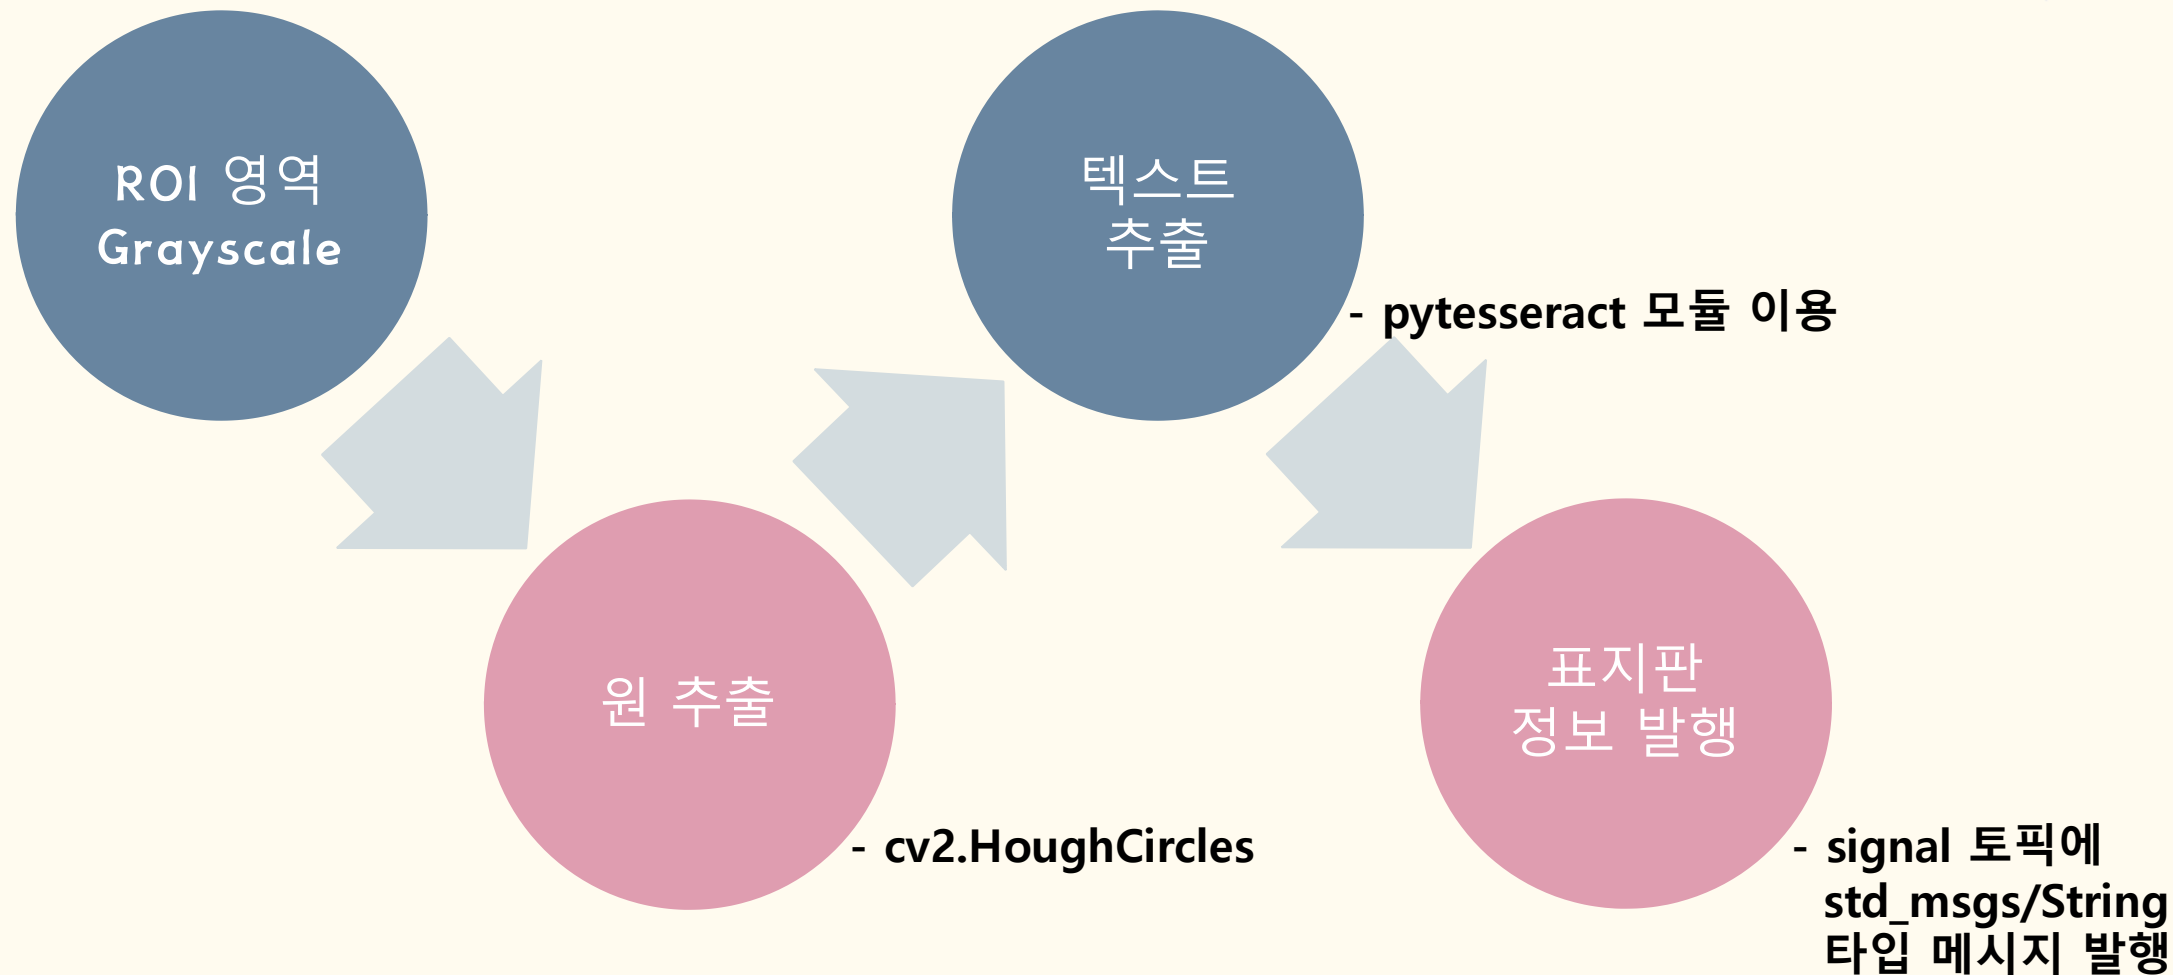 ROI 영역
Grayscale
원 추출
- cv2.HoughCircles
텍스트
추출
- pytesseract 모듈 이용
표지판
정보 발행
- signal 토픽에
std_msgs/String
타입 메시지 발행